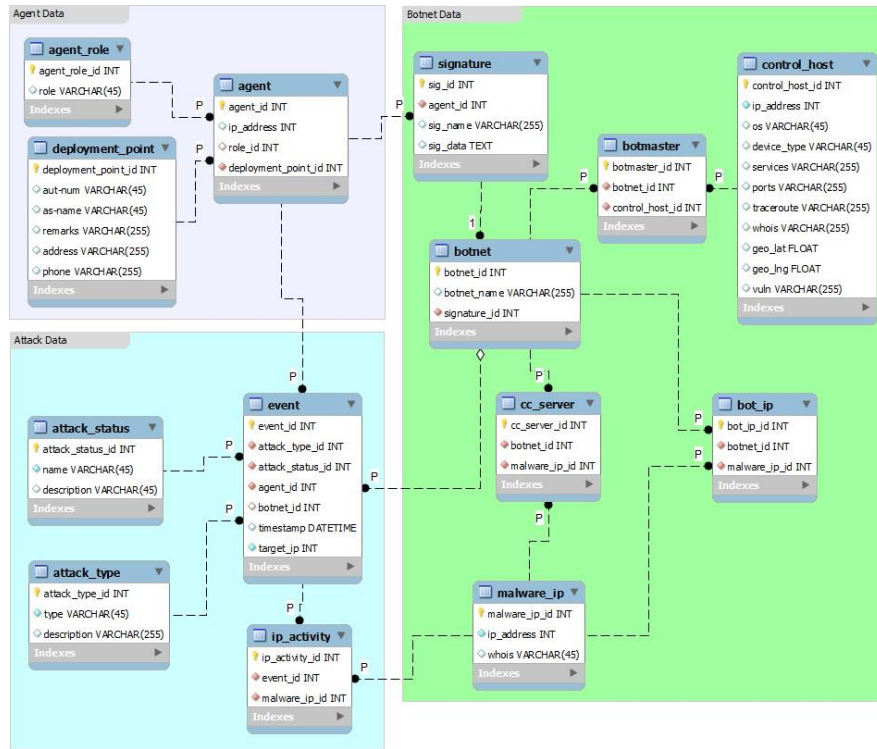 Agent Data
agent_role
agent_role_id INT
role VARCHAR(45)
Indexes
deployment_point
deployment_point_id INT
aut-num VARCHAR(45)
as-name VARCHAR(45)
remarks VARCHAR(255)
address VARCHAR(255)
phone VARCHAR(255)
Indexes
agent
agent_id INT
ip_address INT
role_id INT
deployment_point_id INT
Indexes
P
P
P
P
Botnet Data
signature
sig_id INT
agent_id INT
sig_name VARCHAR(255)
sig_data TEXT
Indexes
1
botnet
botnet_id INT
botnet_name VARCHAR(255)
signature_id INT
Indexes
botmaster
botmaster_id INT
botnet_id INT
control_host_id INT
Indexes
P
P
control_host
control_host_id INT
ip_address INT
os VARCHAR(45)
device_type VARCHAR(45)
services VARCHAR(255)
ports VARCHAR(255)
traceroute VARCHAR(255)
whois VARCHAR(255)
geo_lat FLOAT
geo_lng FLOAT
vuln VARCHAR(255)
Indexes
P
cc_server
cc_server_id INT
botnet_id INT
malware_ip_id INT
Indexes
P
P
P
bot_ip
bot_ip_id INT
botnet_id INT
malware_ip_id INT
Indexes
malware_ip
malware_ip_id INT
ip_address INT
whois VARCHAR(45)
Indexes
Attack Data
attack_status
attack_status_id INT
name VARCHAR(45)
description VARCHAR(45)
Indexes
attack_type
attack_type_id INT
type VARCHAR(45)
description VARCHAR(255)
Indexes
P
P
P
event
event_id INT
attack_type_id INT
attack_status_id INT
agent_id INT
botnet_id INT
timestamp DATETIME
target_ip INT
Indexes
P
ip_activity
ip_activity_id INT
event_id INT
malware_ip_id INT
Indexes
P